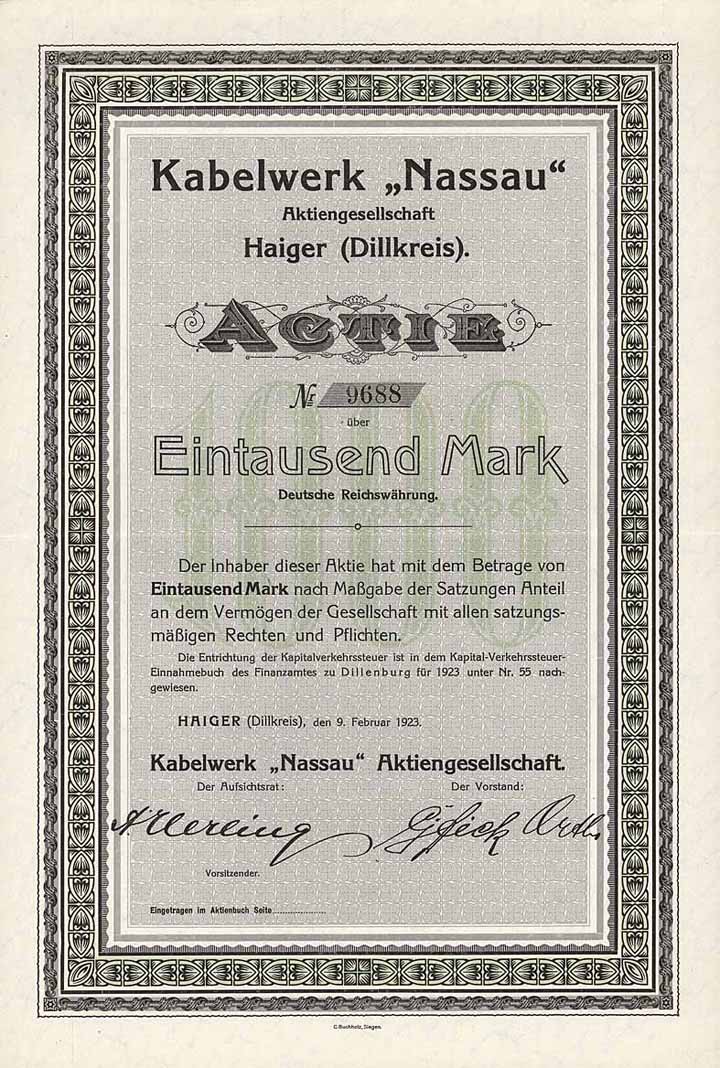 Kabelwerk „Nassau“
Aktiengesellschaft
Haiger (Dillkreis).
ACTIE
Nr 9688
über
1000
Eintausend Mark
Deutsche Reichswährung.
Der Inhaber dieser Aktie hat mit dem Betrage von
Eintausend Mark nach Maßgabe der Satzungen Anteil
an dem Vermögen der Gesellschaft mit allen satzungs-
mäßigen Rechten und Pflichten.
Die Entrichtung der Kapitalverkehrssteuer ist in dem Kapital-Verkehrssteuer-
Einnahmebuch des Finanzamtes zu Dillenburg für 1923 unter Nr. 55 nach-
gewiesen.
HAIGER (Dillkreis), den 9. Februar 1923.
Kabelwerk „Nassau“ Aktiengesellschaft.
Der Aufsichtsrat: Der Vorstand:
Vorsitzender.
Eingetragen im Aktienbuch Seite....................
C. Buchholz, Siegen.